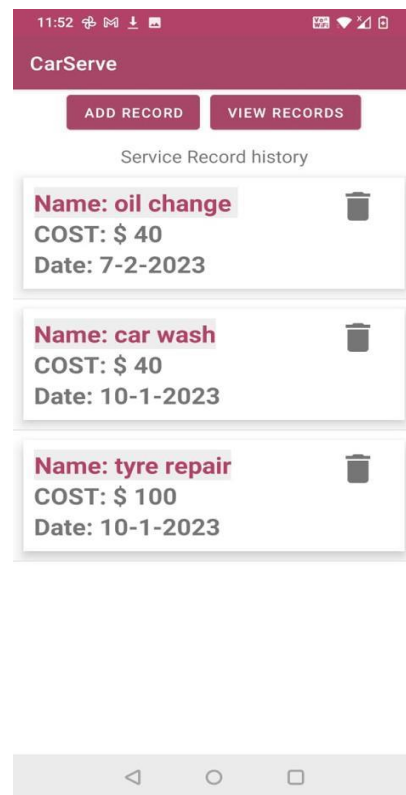 11:52
CarServe
ADD RECORD VIEW RECORDS
Service Record history
Name: oil change
COST: $ 40
Date: 7-2-2023
Name: car wash
COST: $ 40
Date: 10-1-2023
Name: tyre repair
COST: $ 100
Date: 10-1-2023